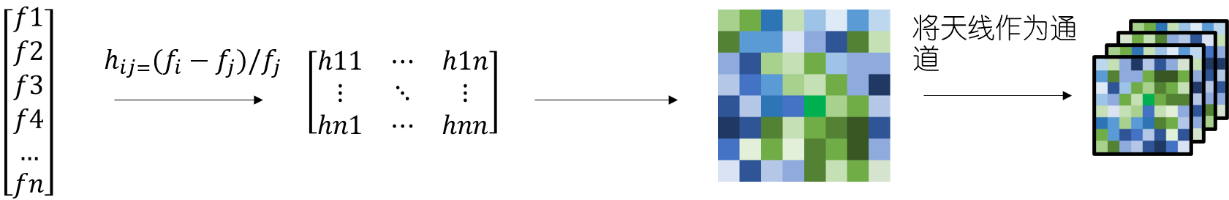 f1
f2
f3
f4
...
fn
h_{ij=}(f_i − f_j)/f_j
h11 ⋯ h1n
⋮ ⋱ ⋮
hn1 ⋯ hnn
将天线作为通
道